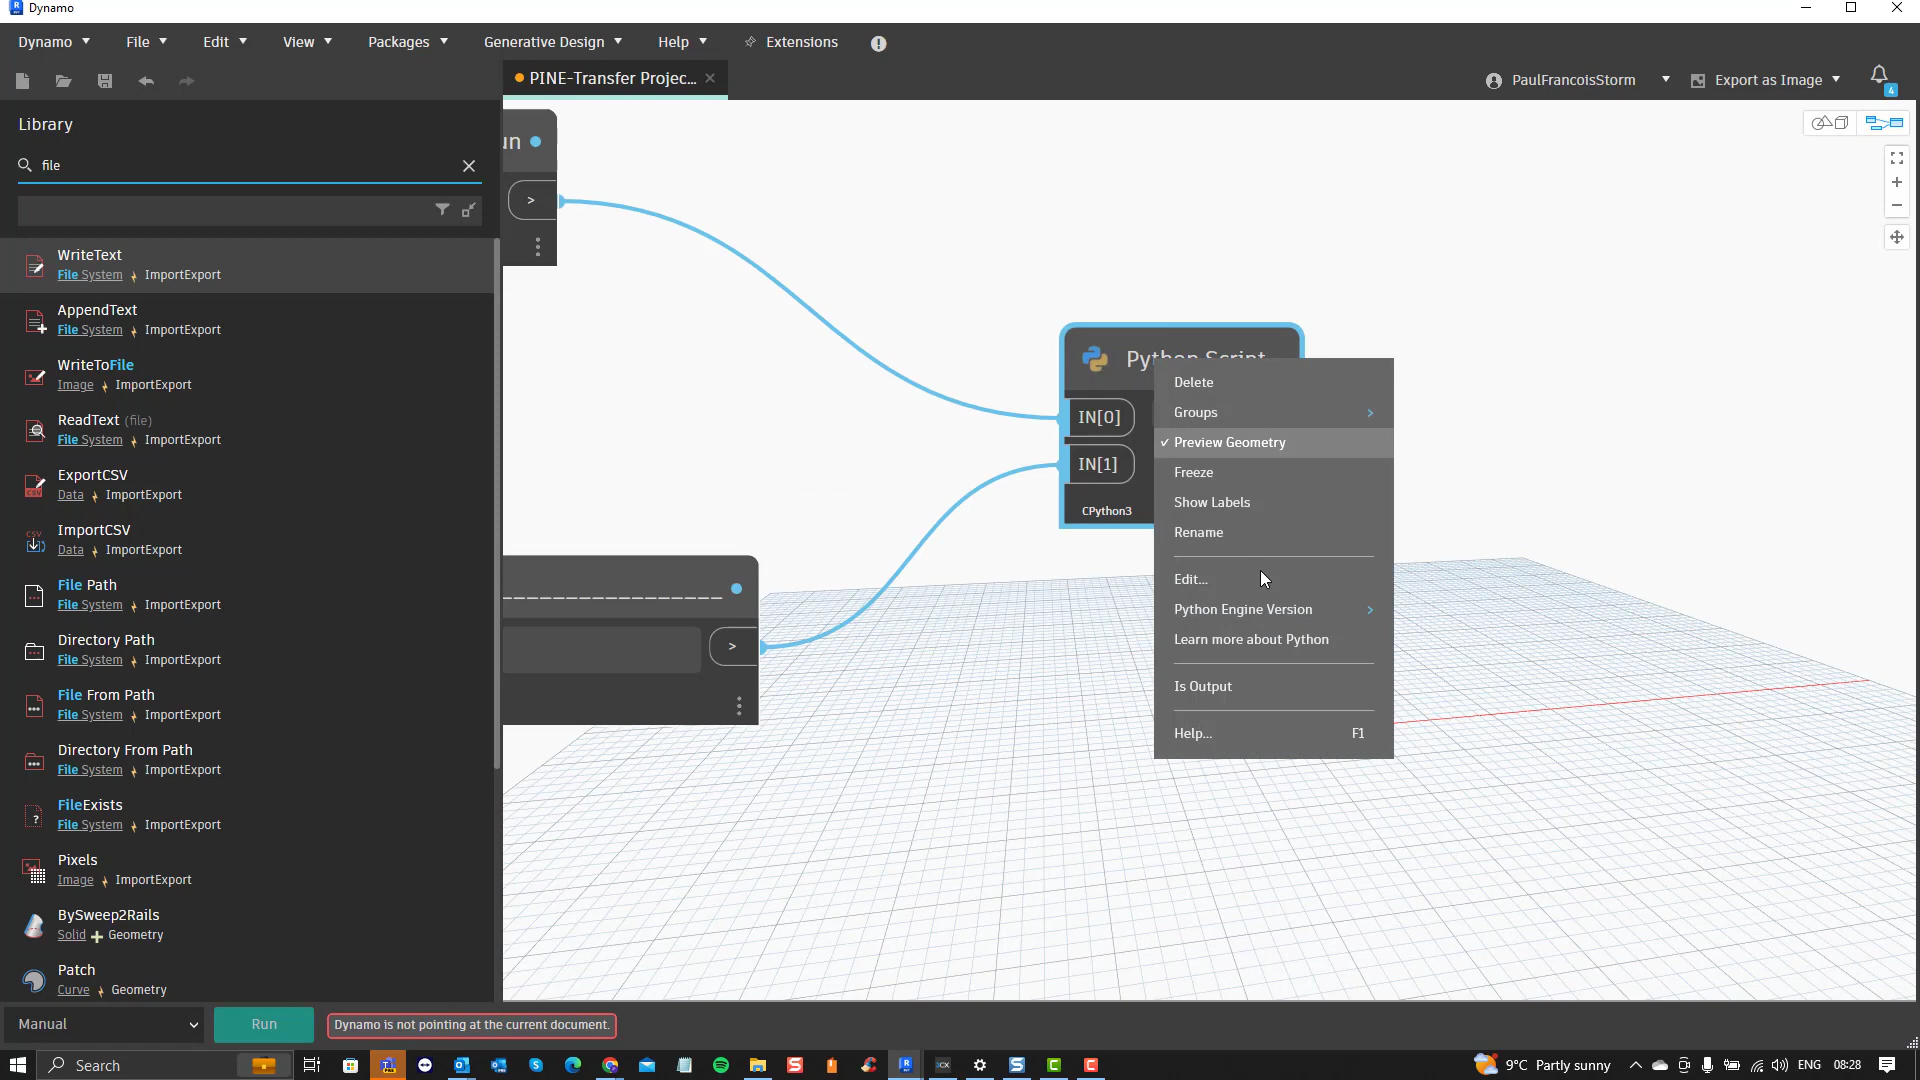 Dynamo
Dynamo File Edit View Packages Generative Design Help Extensions
PINE-Transfer Projec...
PaulFrancoisStorm Export as Image 4
Library
file
WriteText
File System ImportExport
AppendText
File System ImportExport
WriteToFile
Image ImportExport
ReadText (file)
File System ImportExport
ExportCSV
Data ImportExport
ImportCSV
Data ImportExport
File Path
File System ImportExport
Directory Path
File System ImportExport
File From Path
File System ImportExport
Directory From Path
File System ImportExport
FileExists
File System ImportExport
Pixels
Image ImportExport
BySweep2Rails
Solid Geometry
Patch
Curve Geometry
>
________________
>
Python Script
IN[0]
IN[1]
CPython3
Delete
Groups
Preview Geometry
Freeze
Show Labels
Rename
Edit...
Python Engine Version
Learn more about Python
Is Output
Help... F1
Manual Run Dynamo is not pointing at the current document.
Search 9°C Partly sunny ENG 08:28